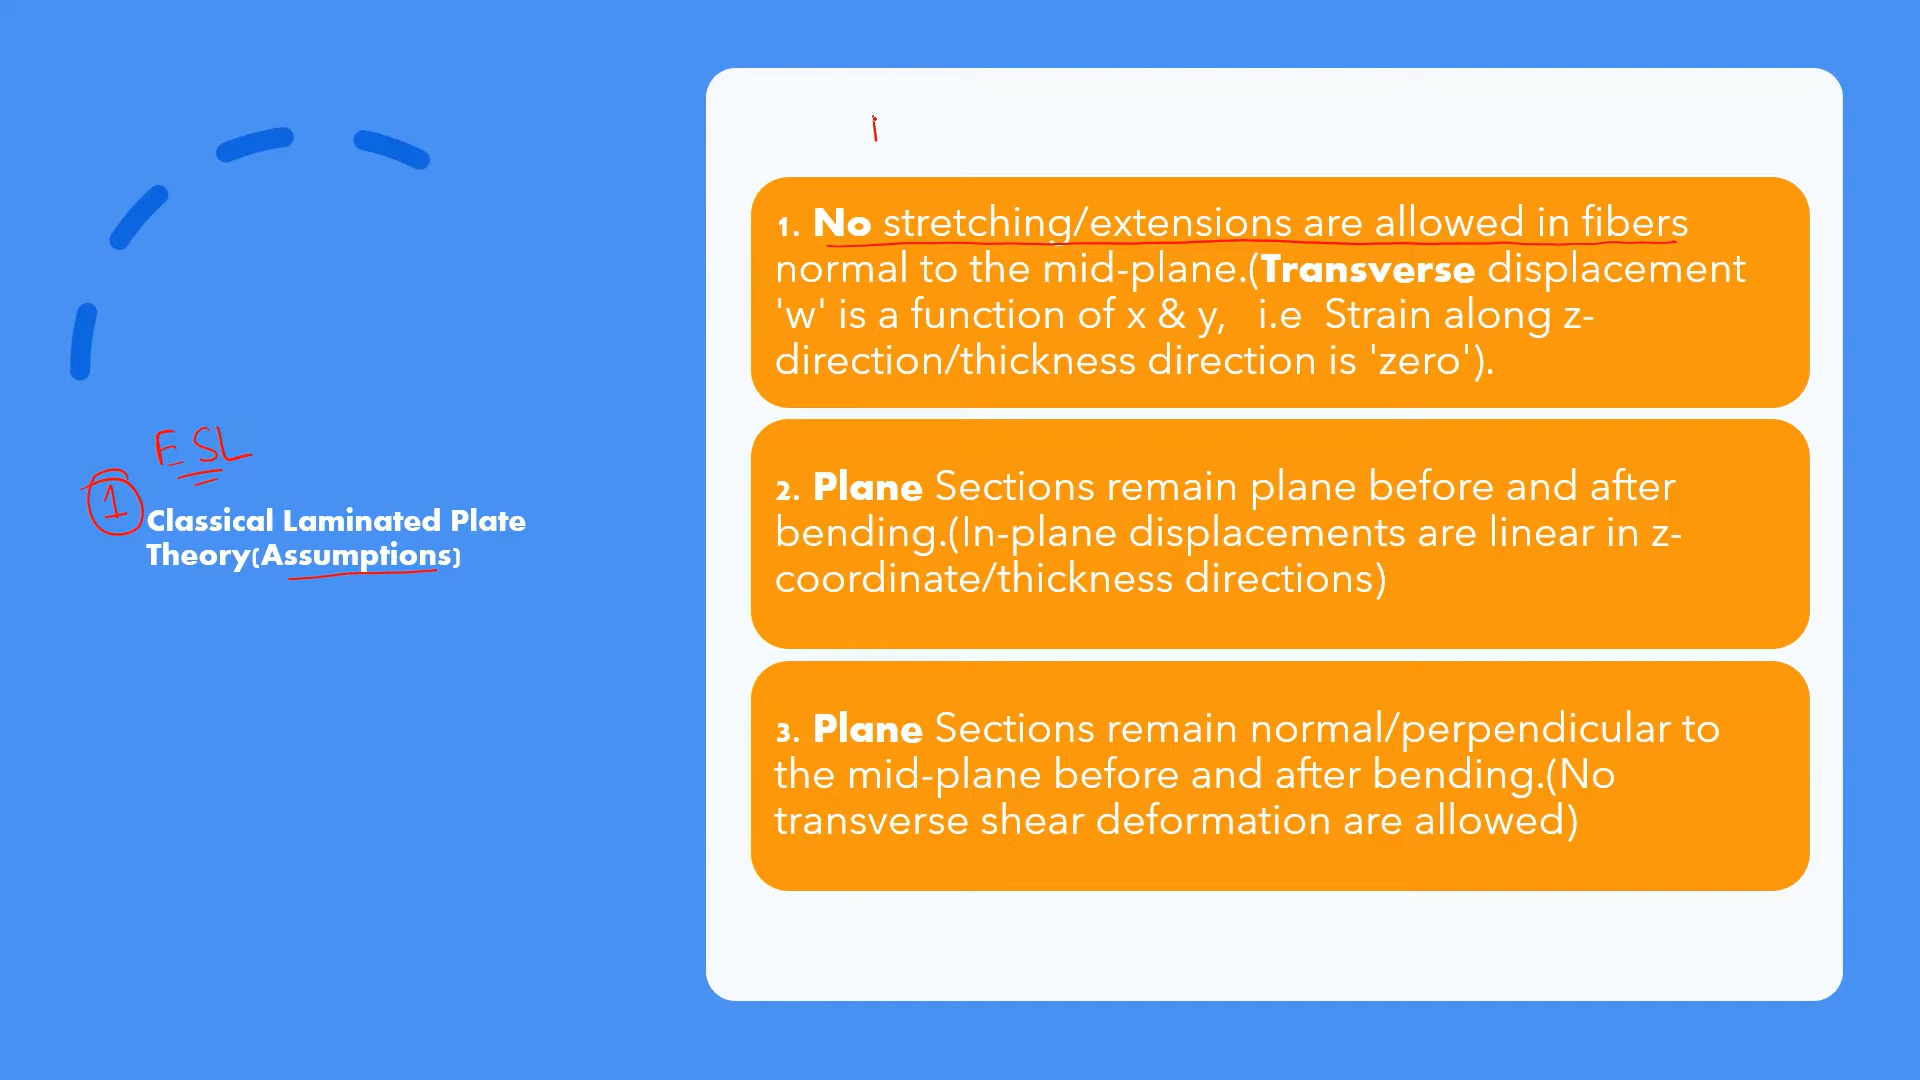 ESL
1
Classical Laminated Plate
Theory(Assumptions)
1. No stretching/extensions are allowed in fibers
normal to the mid-plane.(Transverse displacement
'w' is a function of x & y, i.e Strain along z-
direction/thickness direction is 'zero').
2. Plane Sections remain plane before and after
bending.(In-plane displacements are linear in z-
coordinate/thickness directions)
3. Plane Sections remain normal/perpendicular to
the mid-plane before and after bending.(No
transverse shear deformation are allowed)